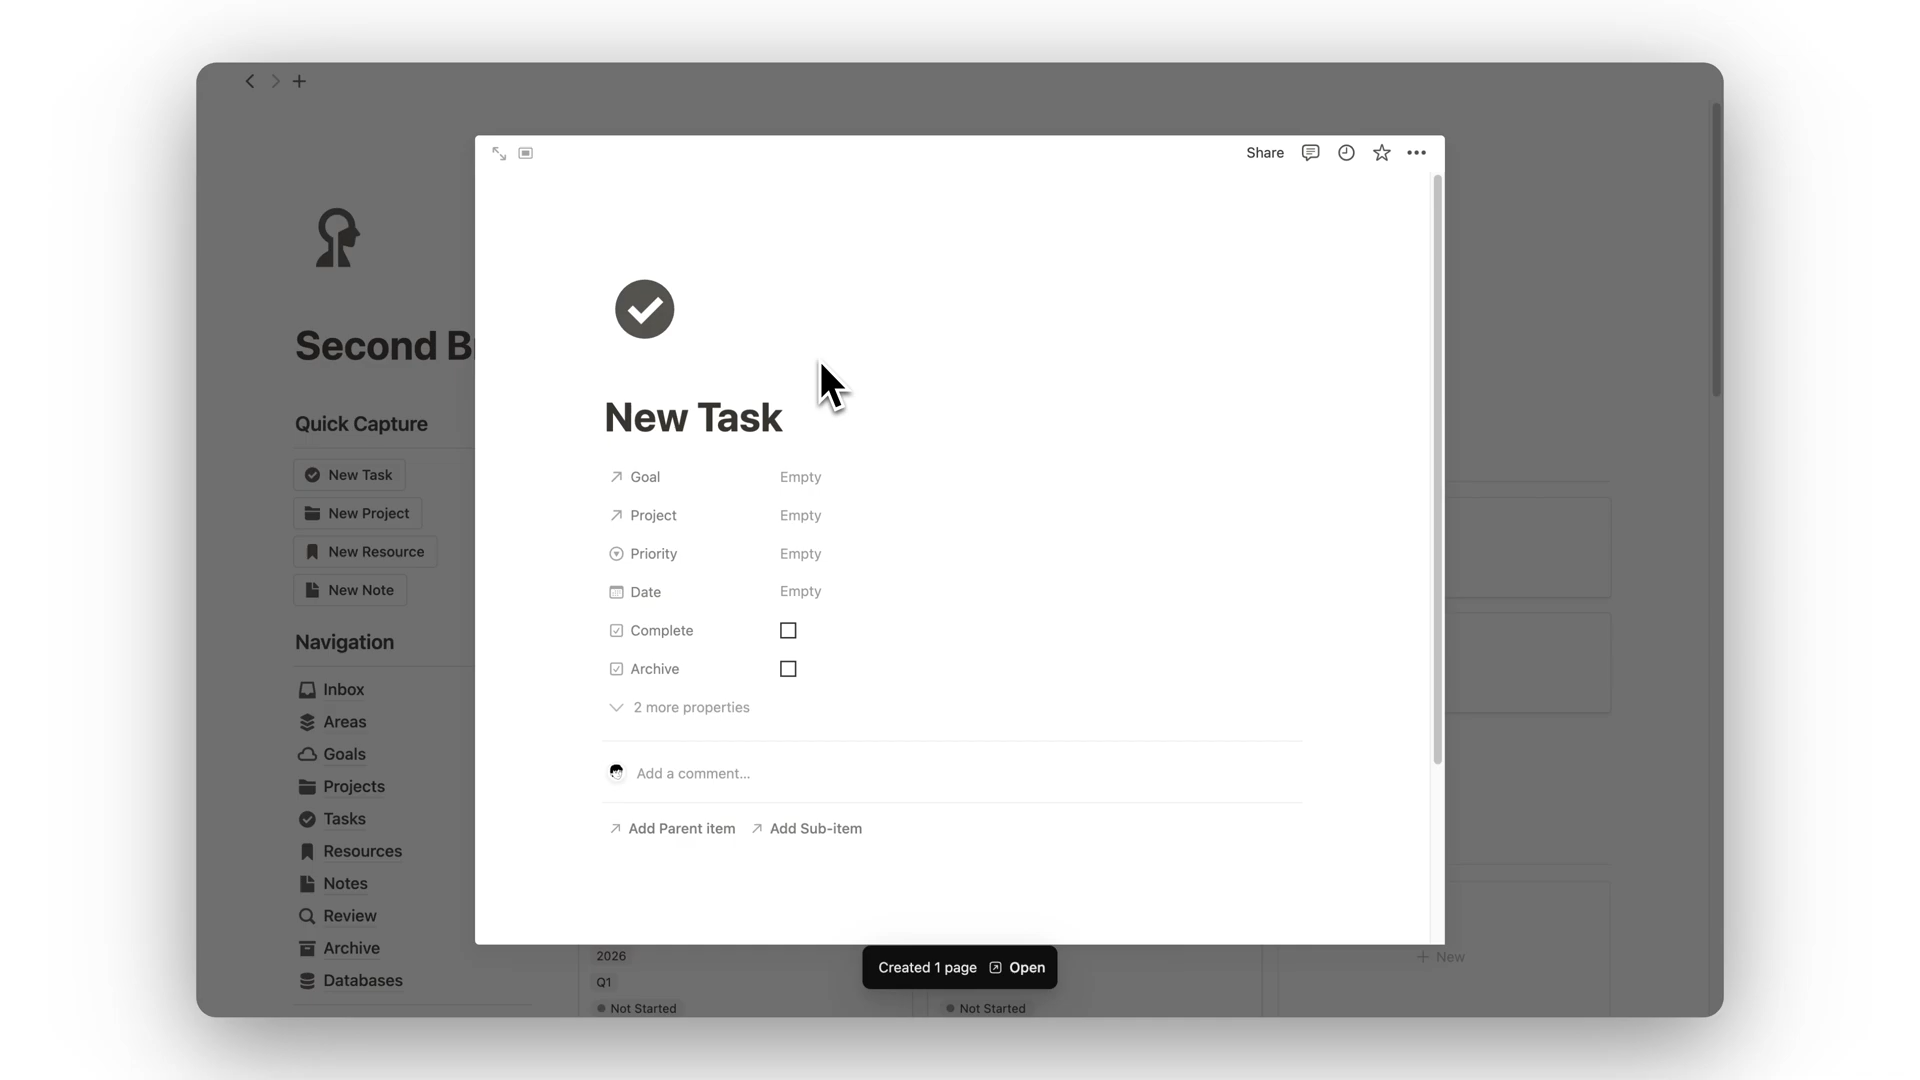 Share
Second B
Quick Capture
New Task
New Project
New Resource
New Note
Navigation
Inbox
Areas
Goals
Projects
Tasks
Resources
Notes
Review
Archive
Databases
New Task
Goal Empty
Project Empty
Priority Empty
Date Empty
Complete
Archive
2 more properties
Add a comment...
Add Parent item Add Sub-item
2026
Q1
Not Started
Created 1 page Open
Not Started
New